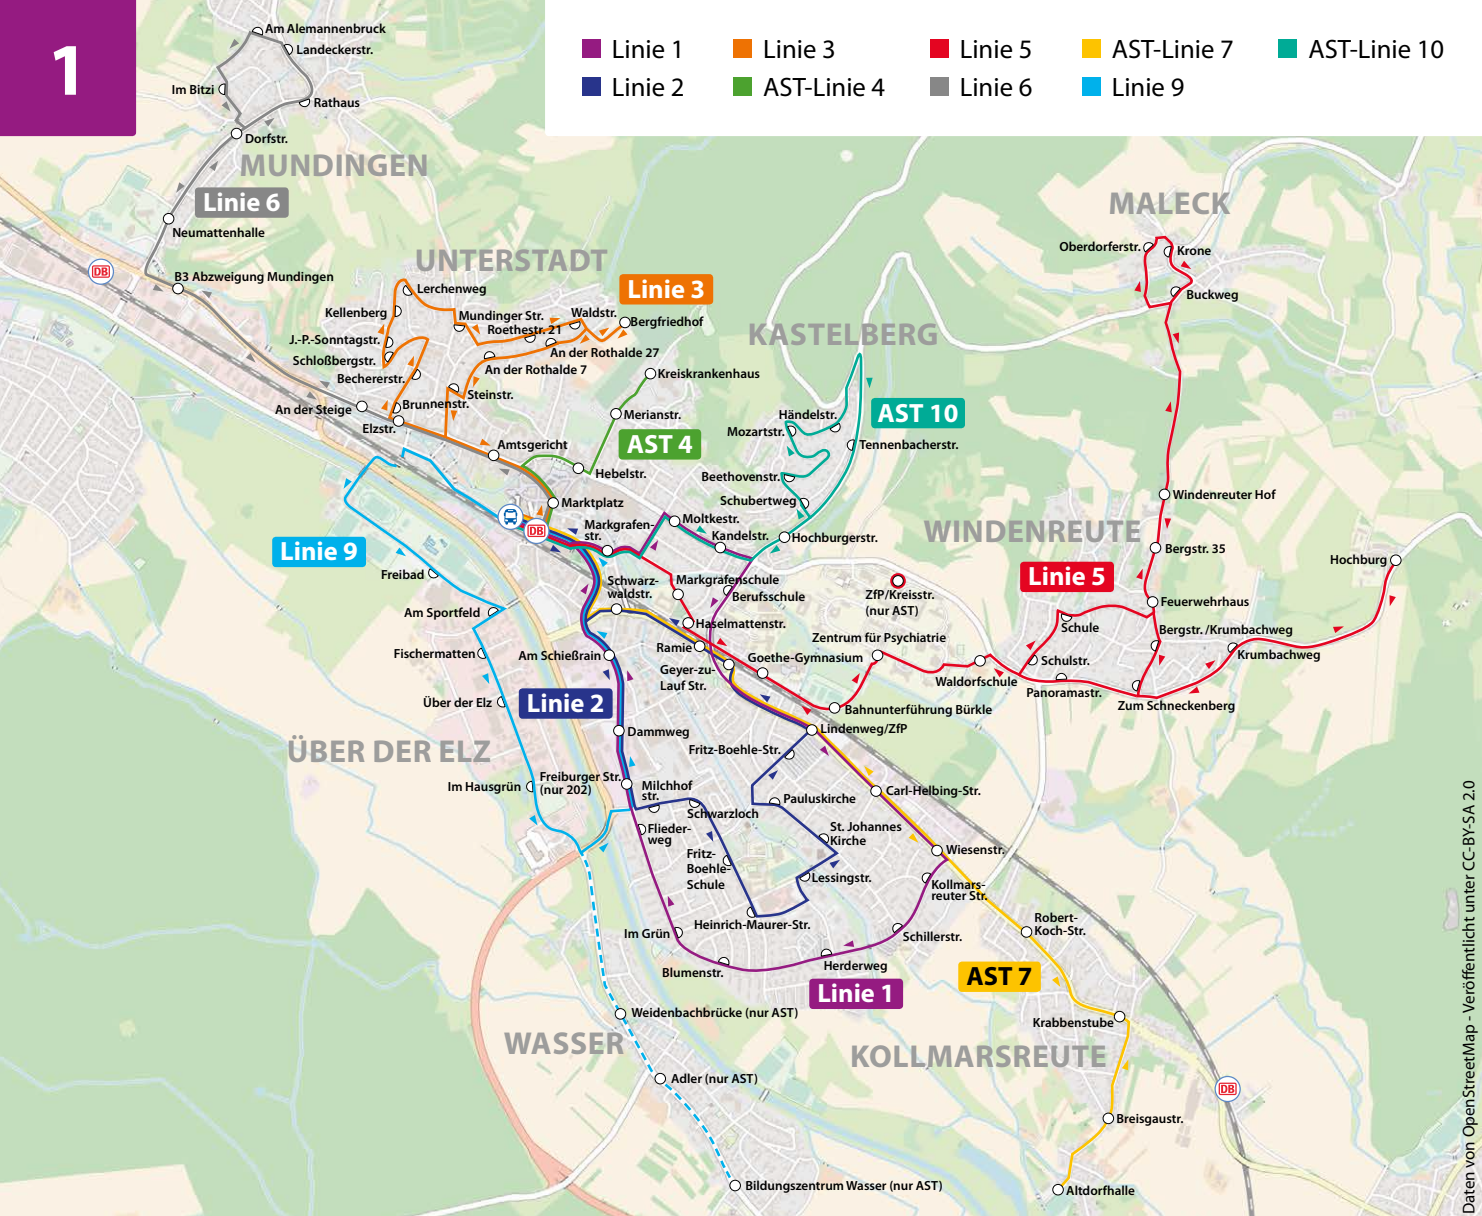 1
Linie 1
Linie 3
Linie 5
AST-Linie 7
AST-Linie 10
Linie 2
AST-Linie 4
Linie 6
Linie 9
Am Alemannenbruck
Landeckerstr.
Im Bitzi
Rathaus
Dorfstr.
MUNDINGEN
Linie 6
Neumattenhalle
DB
B3 Abzweigung Mundingen
UNTERSTADT
Lerchenweg
Linie 3
Kellenberg
Mundinger Str.
Waldstr.
Bergfriedhof
Roethestr. 21
J.-P.-Sonntagstr.
An der Rothalde 27
Schloßbergstr.
An der Rothalde 7
Bechererstr.
Steinstr.
An der Steige
Brunnenstr.
Elzstr.
Amtsgericht
Kreiskrankenhaus
Merianstr.
AST 4
Hebelstr.
Marktplatz
DB
KASTELBERG
AST 10
Händelstr.
Mozartstr.
Tennenbacherstr.
Beethovenstr.
Schubertweg
Hochburgerstr.
Markgrafen-
str.
Moltkestr.
Kandelstr.
MALECK
Oberdorferstr.
Krone
Buckweg
Windenreuter Hof
WINDENREUTE
Bergstr. 35
Hochburg
Linie 5
Feuerwehrhaus
Schule
Bergstr./Krumbachweg
Krumbachweg
Schulstr.
Panoramastr.
Zum Schneckenberg
Waldorfschule
ZfP/Kreisstr.
(nur AST)
Zentrum für Psychiatrie
Linie 9
Freibad
Am Sportfeld
Fischermatten
Über der Elz
ÜBER DER ELZ
Im Hausgrün
Freiburger Str.
(nur 202)
Schwarz-
waldstr.
Markgrafenschule
Berufsschule
Haselmattenstr.
Ramie
Geyer-zu-
Lauf Str.
Goethe-Gymnasium
Am Schießrain
Linie 2
Bahnunterführung Bürkle
Lindenweg/ZfP
Dammweg
Fritz-Boehle-Str.
Milchhof
str.
Schwarzloch
Pauluskirche
Carl-Helbing-Str.
Flieder-
weg
St. Johannes
Kirche
Fritz-
Boehle-
Schule
Lessingstr.
Wiesenstr.
Kollmars-
reuter Str.
Heinrich-Maurer-Str.
Im Grün
Schillerstr.
Blumenstr.
Herderweg
Linie 1
Robert-
Koch-Str.
AST 7
Krabbenstube
KOLLMARSREUTE
DB
Breisgaustr.
Altdorfhalle
Weidenbachbrücke (nur AST)
WASSER
Adler (nur AST)
Bildungszentrum Wasser (nur AST)
Daten von OpenStreetMap - Veröffentlicht unter CC-BY-SA 2.0